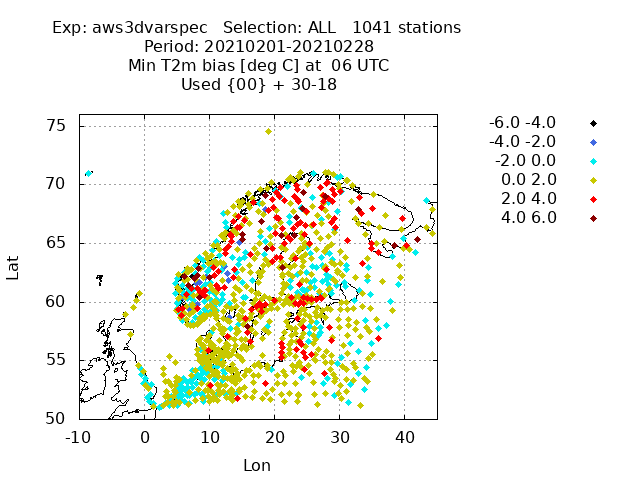 Exp: aws3dvarspec Selection: ALL 1041 stations
Period: 20210201-20210228
Min T2m bias [deg C] at 06 UTC
Used {00} + 30-18
-6.0 -4.0
-4.0 -2.0
-2.0 0.0
0.0 2.0
2.0 4.0
4.0 6.0
75
70
65
60
55
50
Lat
-10 0 10 20 30 40
Lon